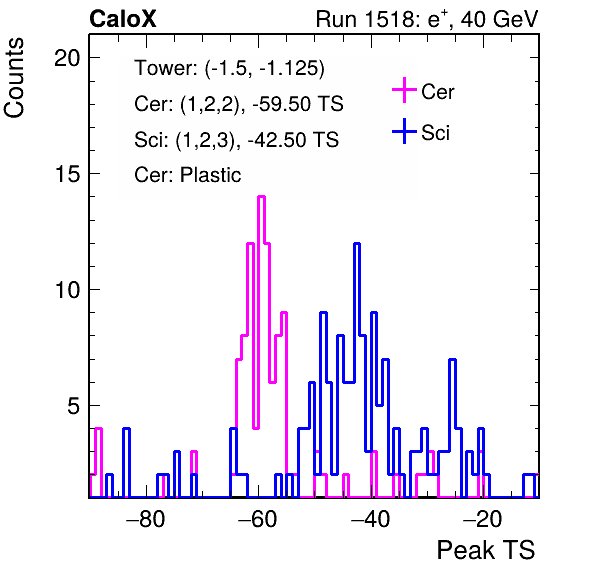 CaloX Run 1518: e⁺, 40 GeV
Counts
20
15
10
5
Tower: (-1.5, -1.125)
Cer: (1,2,2), -59.50 TS
Sci: (1,2,3), -42.50 TS
Cer: Plastic
Cer
Sci
−80 −60 −40 −20
Peak TS